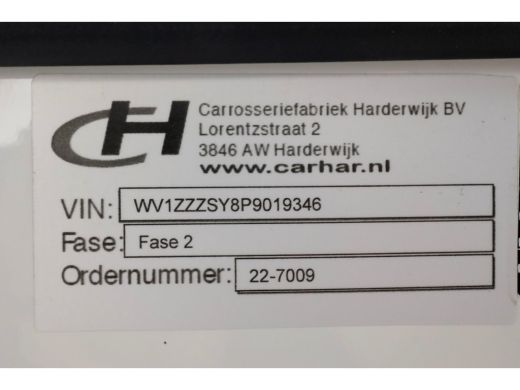 CH
Carrosseriefabriek Harderwijk BV
Lorentzstraat 2
3846 AW Harderwijk
www.carhar.nl
VIN: WV1ZZZSY8P9019346
Fase: Fase 2
Ordernummer: 22-7009